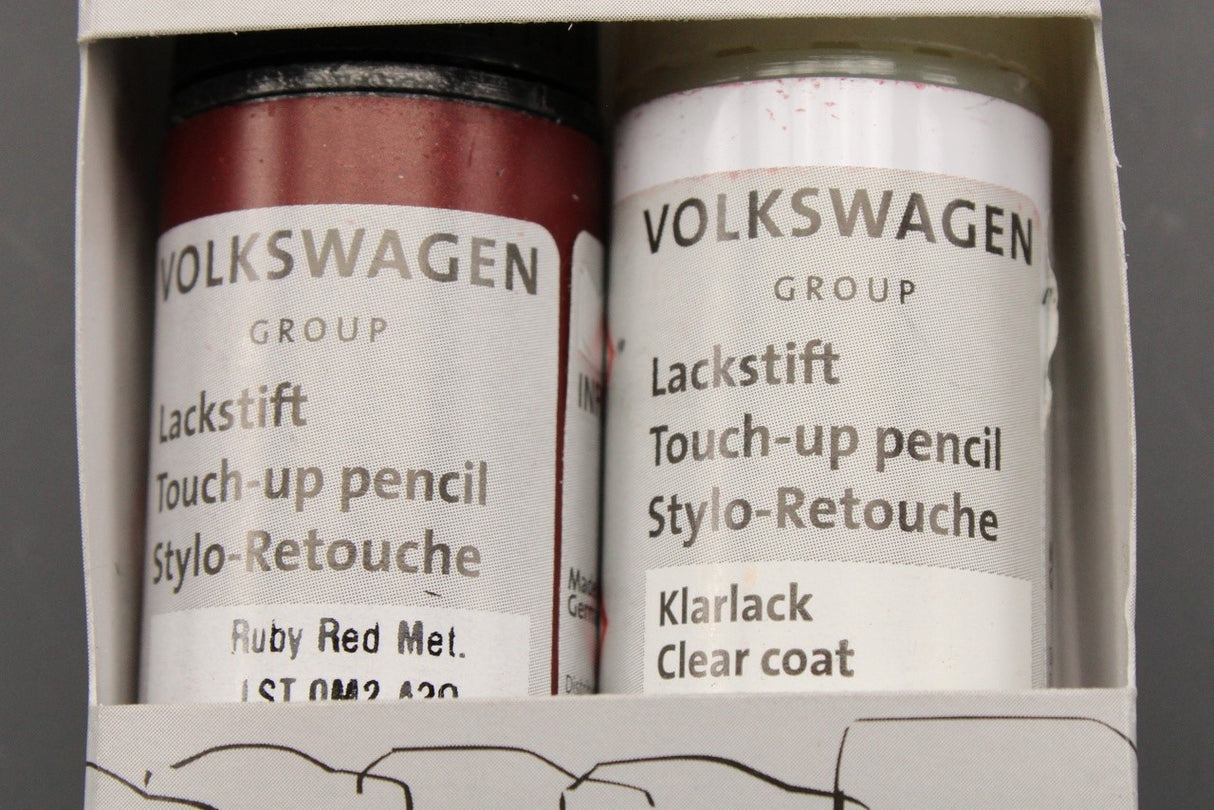 VOLKSWAGEN
GROUP
Lackstift
Touch-up pencil
Stylo-Retouche
Ruby Red Met.
VOLKSWAGEN
GROUP
Lackstift
Touch-up pencil
Stylo-Retouche
Klarlack
Clear coat